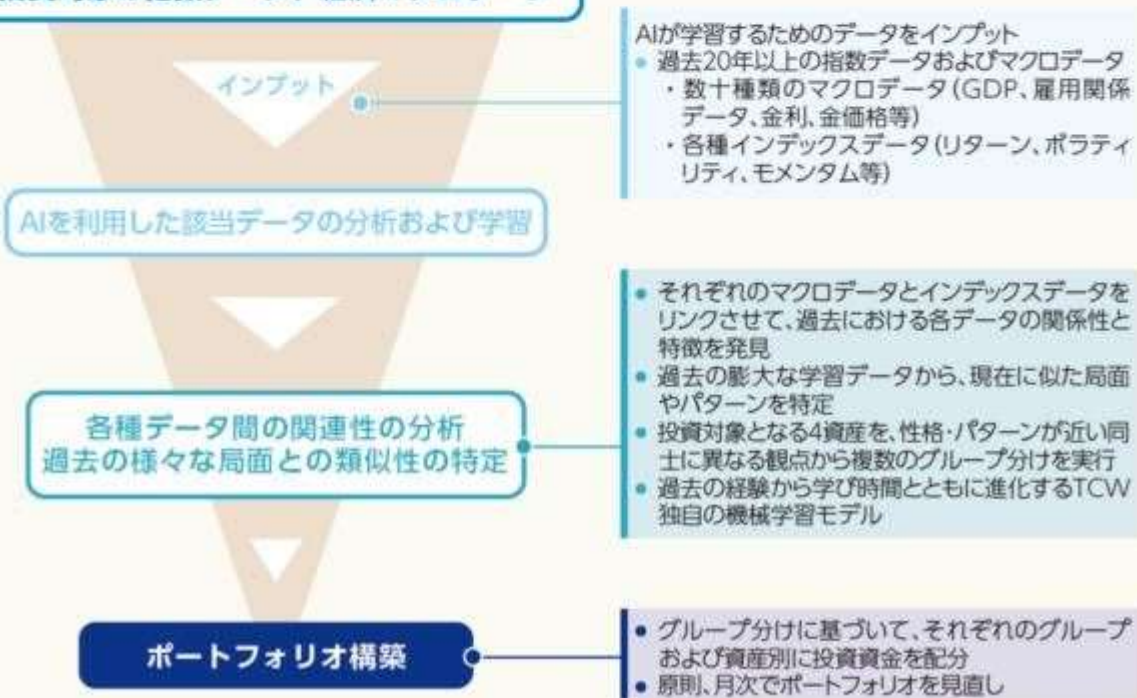 インプット
AIが学習するためのデータをインプット
• 過去20年以上の指数データおよびマクロデータ
・数十種類のマクロデータ(GDP、雇用関係
データ、金利、金価格等)
・各種インデックスデータ(リターン、ボラティ
リティ、モメンタム等)
AIを利用した該当データの分析および学習
各種データ間の関連性の分析
過去の様々な局面との類似性の特定
• それぞれのマクロデータとインデックスデータを
リンクさせて、過去における各データの関係性と
特徴を発見
• 過去の膨大な学習データから、現在に似た局面
やパターンを特定
• 投資対象となる4資産を、性格・パターンが近い同
士に異なる観点から複数のグループ分けを実行
• 過去の経験から学び時間とともに進化するTCW
独自の機械学習モデル
ポートフォリオ構築
• グループ分けに基づいて、それぞれのグループ
および資産別に投資資金を配分
• 原則、月次でポートフォリオを見直し